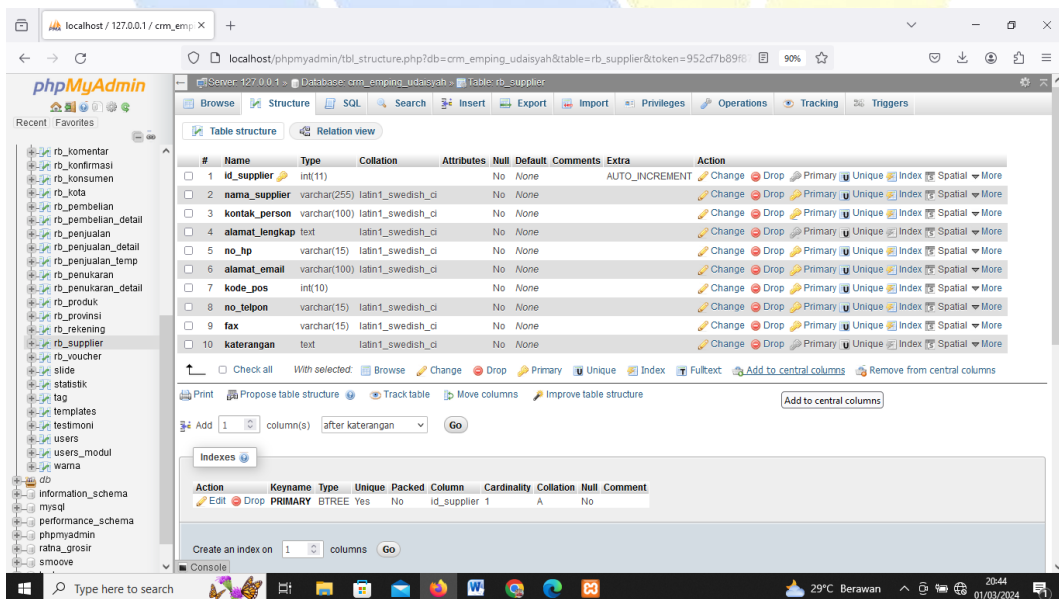 localhost / 127.0.0.1 / crm_emp
localhost/phpmyadmin/tbl_structure.php?db=crm_emping_udaisyah&table=rb_supplier&token=952cf7b89f87
90%
phpMyAdmin
Recent Favorites
rb_komentar
rb_konfirmasi
rb_konsumen
rb_kota
rb_pembelian
rb_pembelian_detail
rb_penjualan
rb_penjualan_detail
rb_penjualan_temp
rb_penukaran
rb_penukaran_detail
rb_produk
rb_provinsi
rb_rekening
rb_supplier
rb_voucher
slide
statistik
tag
templates
testimoni
users
users_modul
warna
db
information_schema
mysql
performance_schema
phpmyadmin
ratna_grosir
smoove
Server: 127.0.0.1 » Database: crm_emping_udaisyah » Table: rb_supplier
Browse Structure SQL Search Insert Export Import Privileges Operations Tracking Triggers
Table structure Relation view
# Name Type Collation Attributes Null Default Comments Extra Action
1 id_supplier int(11) No None AUTO_INCREMENT Change Drop Primary Unique Index Spatial More
2 nama_supplier varchar(255) latin1_swedish_ci No None Change Drop Primary Unique Index Spatial More
3 kontak_person varchar(100) latin1_swedish_ci No None Change Drop Primary Unique Index Spatial More
4 alamat_lengkap text latin1_swedish_ci No None Change Drop Primary Unique Index Spatial More
5 no_hp varchar(15) latin1_swedish_ci No None Change Drop Primary Unique Index Spatial More
6 alamat_email varchar(100) latin1_swedish_ci No None Change Drop Primary Unique Index Spatial More
7 kode_pos int(10) No None Change Drop Primary Unique Index Spatial More
8 no_telpon varchar(15) latin1_swedish_ci No None Change Drop Primary Unique Index Spatial More
9 fax varchar(15) latin1_swedish_ci No None Change Drop Primary Unique Index Spatial More
10 katerangan text latin1_swedish_ci No None Change Drop Primary Unique Index Spatial More
Check all With selected: Browse Change Drop Primary Unique Index Fulltext Add to central columns Remove from central columns
Print Propose table structure Track table Move columns Improve table structure
Add to central columns
Add 1 column(s) after katerangan Go
Indexes
Action Keyname Type Unique Packed Column Cardinality Collation Null Comment
Edit Drop PRIMARY BTREE Yes No id_supplier 1 A No
Create an index on 1 columns Go
Console
Type here to search
29°C Berawan
20:44
01/03/2024